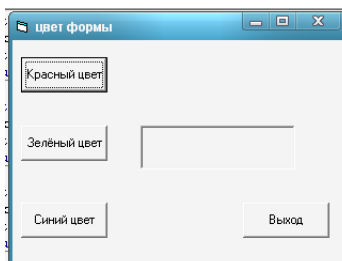 цвет формы
Красный цвет
Зелёный цвет
Синий цвет
Выход